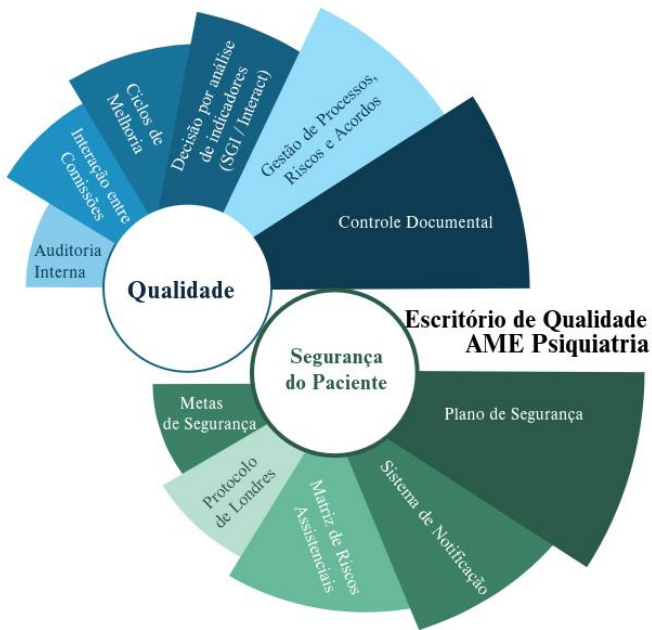 Auditoria
Interna
Interação entre
Comissões
Ciclos de
Melhoria
Decisão por análise
de indicadores
(SGI / Interact)
Gestão de Processos,
Riscos e Acordos
Controle Documental
Qualidade
Escritório de Qualidade
AME Psiquiatria
Segurança
do Paciente
Metas
de Segurança
Protocolo
de Londres
Matriz de Riscos
Assistenciais
Sistema de Notificação
Plano de Segurança